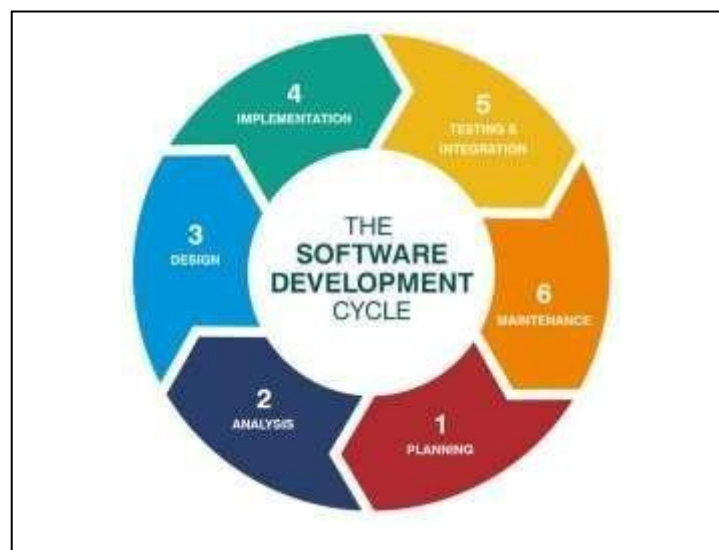 THE
SOFTWARE
DEVELOPMENT
CYCLE
1
PLANNING
2
ANALYSIS
3
DESIGN
4
IMPLEMENTATION
5
TESTING &
INTEGRATION
6
MAINTENANCE